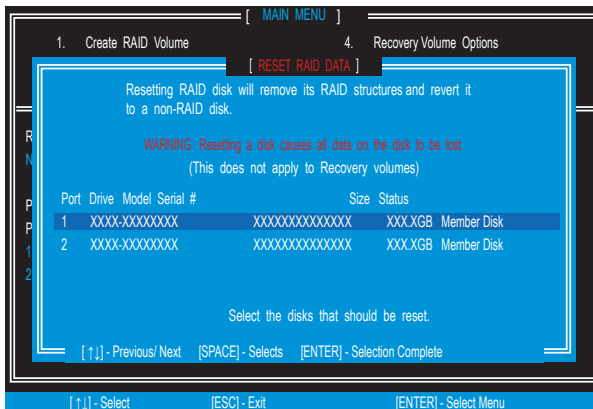 [ MAIN MENU ]
1. Create RAID Volume 4. Recovery Volume Options
[ RESET RAID DATA ]
Resetting RAID disk will remove its RAID structures and revert it
to a non-RAID disk.
WARNING : Resetting a disk causes all data on the disk to be lost.
(This does not apply to Recovery volumes)
R
N
P
P
1
2
Port Drive Model Serial # Size Status
1 XXXX-XXXXXXXX XXXXXXXXXXXXXX XXX.XGB Member Disk
2 XXXX-XXXXXXXX XXXXXXXXXXXXXX XXX.XGB Member Disk
Select the disks that should be reset.
[ ↑↓] - Previous/ Next [SPACE] - Selects [ENTER] - Selection Complete
[ ↑↓] - Select [ESC] - Exit [ENTER] - Select Menu